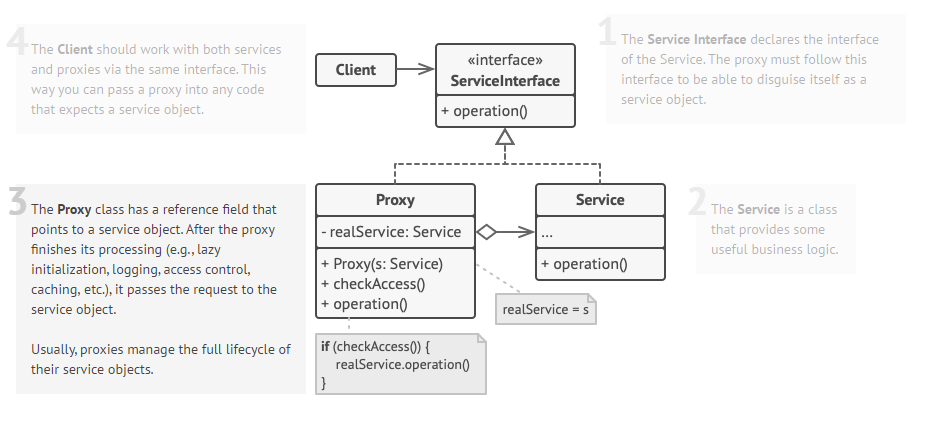 4
The Client should work with both services
and proxies via the same interface. This
way you can pass a proxy into any code
that expects a service object.
Client
«interface»
ServiceInterface
+ operation()
1
The Service Interface declares the interface
of the Service. The proxy must follow this
interface to be able to disguise itself as a
service object.
3
The Proxy class has a reference field that
points to a service object. After the proxy
finishes its processing (e.g., lazy
initialization, logging, access control,
caching, etc.), it passes the request to the
service object.
Usually, proxies manage the full lifecycle of
their service objects.
Proxy
- realService: Service
+ Proxy(s: Service)
+ checkAccess()
+ operation()
Service
...
+ operation()
2
The Service is a class
that provides some
useful business logic.
realService = s
if (checkAccess()) {
realService.operation()
}